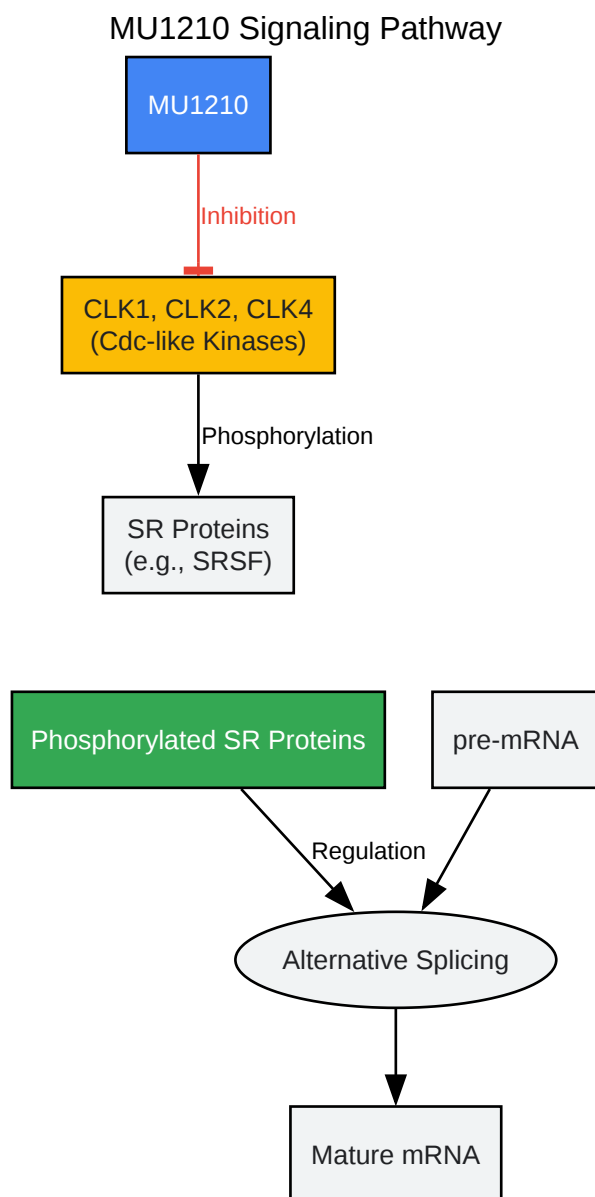 MU1210 Signaling Pathway
MU1210
Inhibition
CLK1, CLK2, CLK4
(Cdc-like Kinases)
Phosphorylation
SR Proteins
(e.g., SRSF)
Phosphorylated SR Proteins
pre-mRNA
Regulation
Alternative Splicing
Mature mRNA